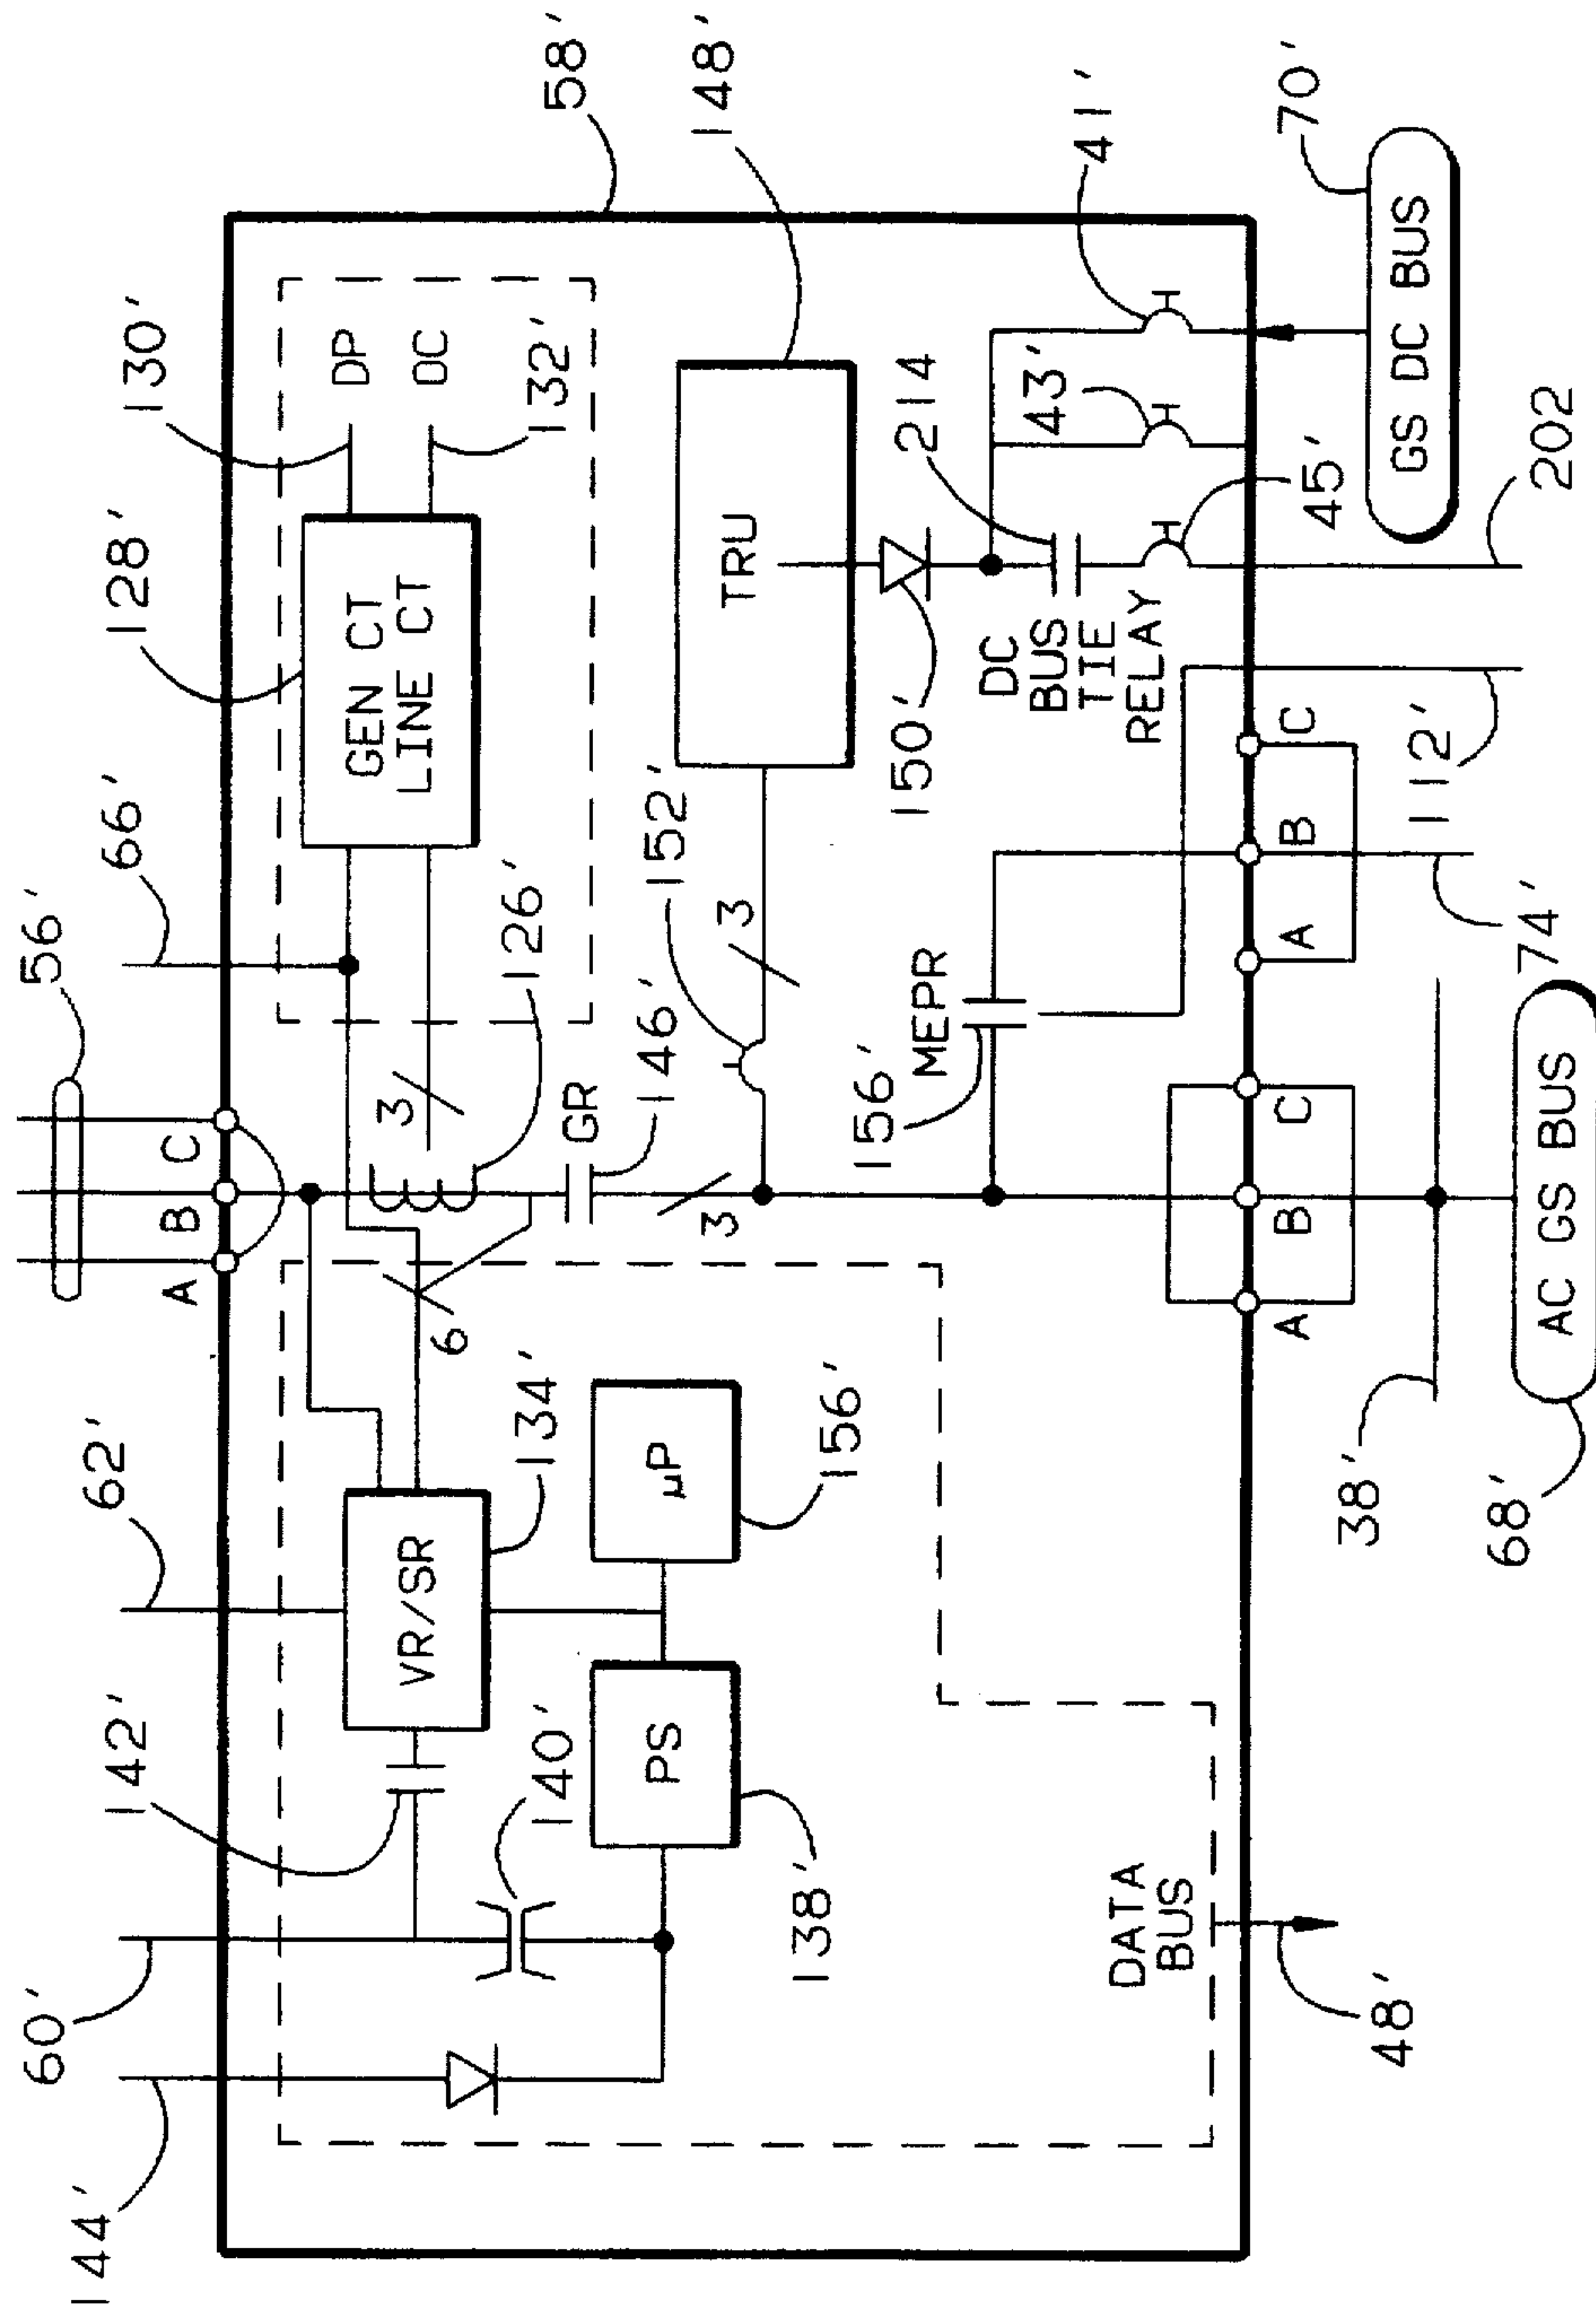 144'
60'
142'
62'
56'
66'
128'
130'
58'
148'
A
B
C
DP
OC
132'
GEN CT
LINE CT
126'
3
6
GR
146'
VR/SR
134'
140'
PS
138'
µP
156'
3
152'
3
TRU
150'
214
43'
41'
70'
DC
BUS
TIE
RELAY
45'
MEPR
156'
DATA
BUS
48'
A
B
C
A
B
C
38'
68'
AC GS BUS
74'
112'
202
GS DC BUS